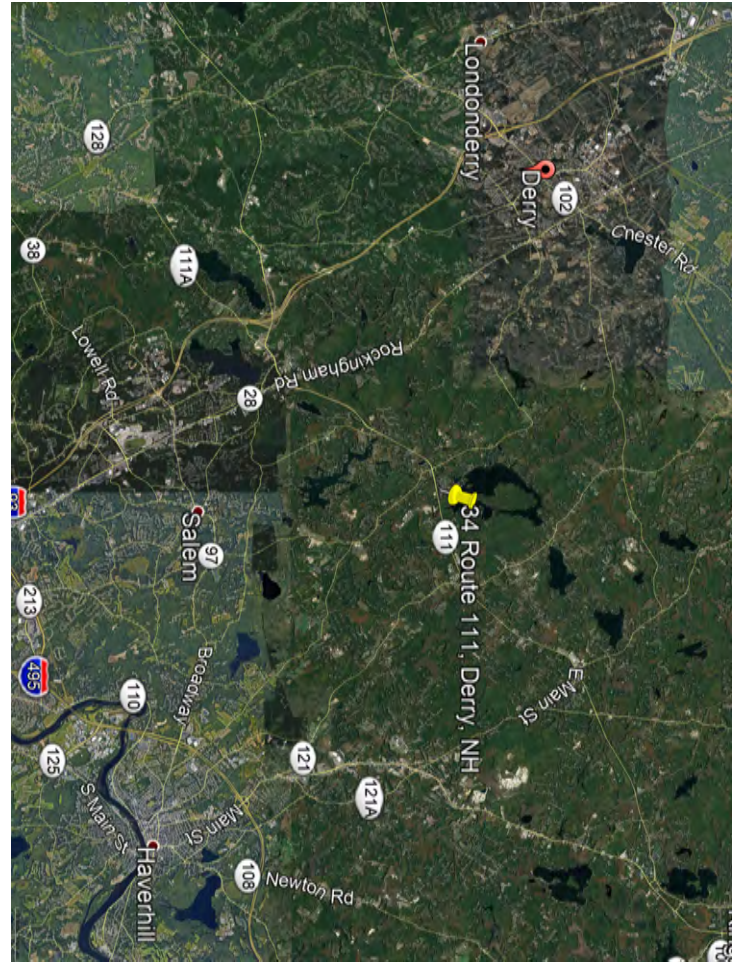 Chester Rd
E Main St
102
Derry
Londonderry
34 Route 111, Derry, NH
111
Rockingham Rd
121A
121
Newton Rd
28
108
Main St
97
Broadway
Salem
111A
Haverhill
110
128
Lowell Rd
S Main St
125
38
213
495